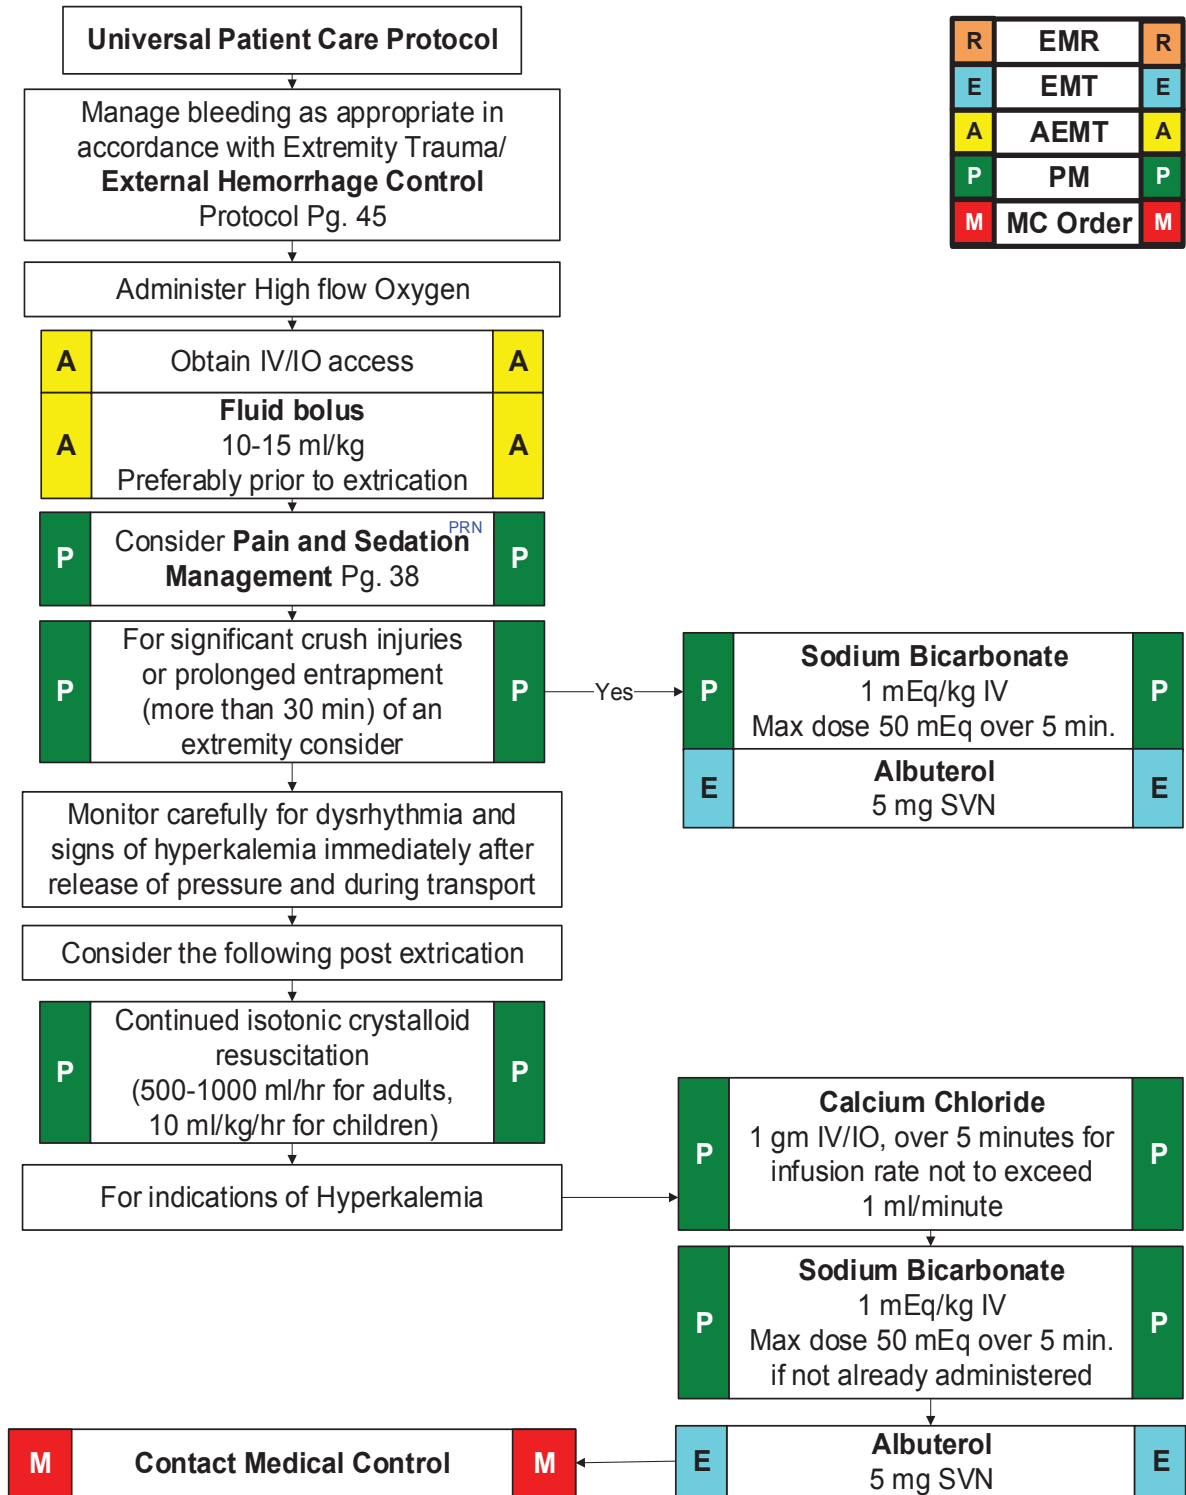 Universal Patient Care Protocol
R EMR R
E EMT E
A AEMT A
P PM P
M MC Order M
Manage bleeding as appropriate in
accordance with Extremity Trauma/
External Hemorrhage Control
Protocol Pg. 45
Administer High flow Oxygen
A Obtain IV/IO access A
Fluid bolus
A 10-15 ml/kg A
Preferably prior to extrication
PRN
P Consider Pain and Sedation P
Management Pg. 38
For significant crush injuries
P or prolonged entrapment P
(more than 30 min) of an
extremity consider
Yes
Sodium Bicarbonate
P 1 mEq/kg IV P
Max dose 50 mEq over 5 min.
E Albuterol E
5 mg SVN
Monitor carefully for dysrhythmia and
signs of hyperkalemia immediately after
release of pressure and during transport
Consider the following post extrication
Continued isotonic crystalloid
P resuscitation P
(500-1000 ml/hr for adults,
10 ml/kg/hr for children)
For indications of Hyperkalemia
Calcium Chloride
P 1 gm IV/IO, over 5 minutes for P
infusion rate not to exceed
1 ml/minute
Sodium Bicarbonate
P 1 mEq/kg IV P
Max dose 50 mEq over 5 min.
if not already administered
E Albuterol E
5 mg SVN
M Contact Medical Control M